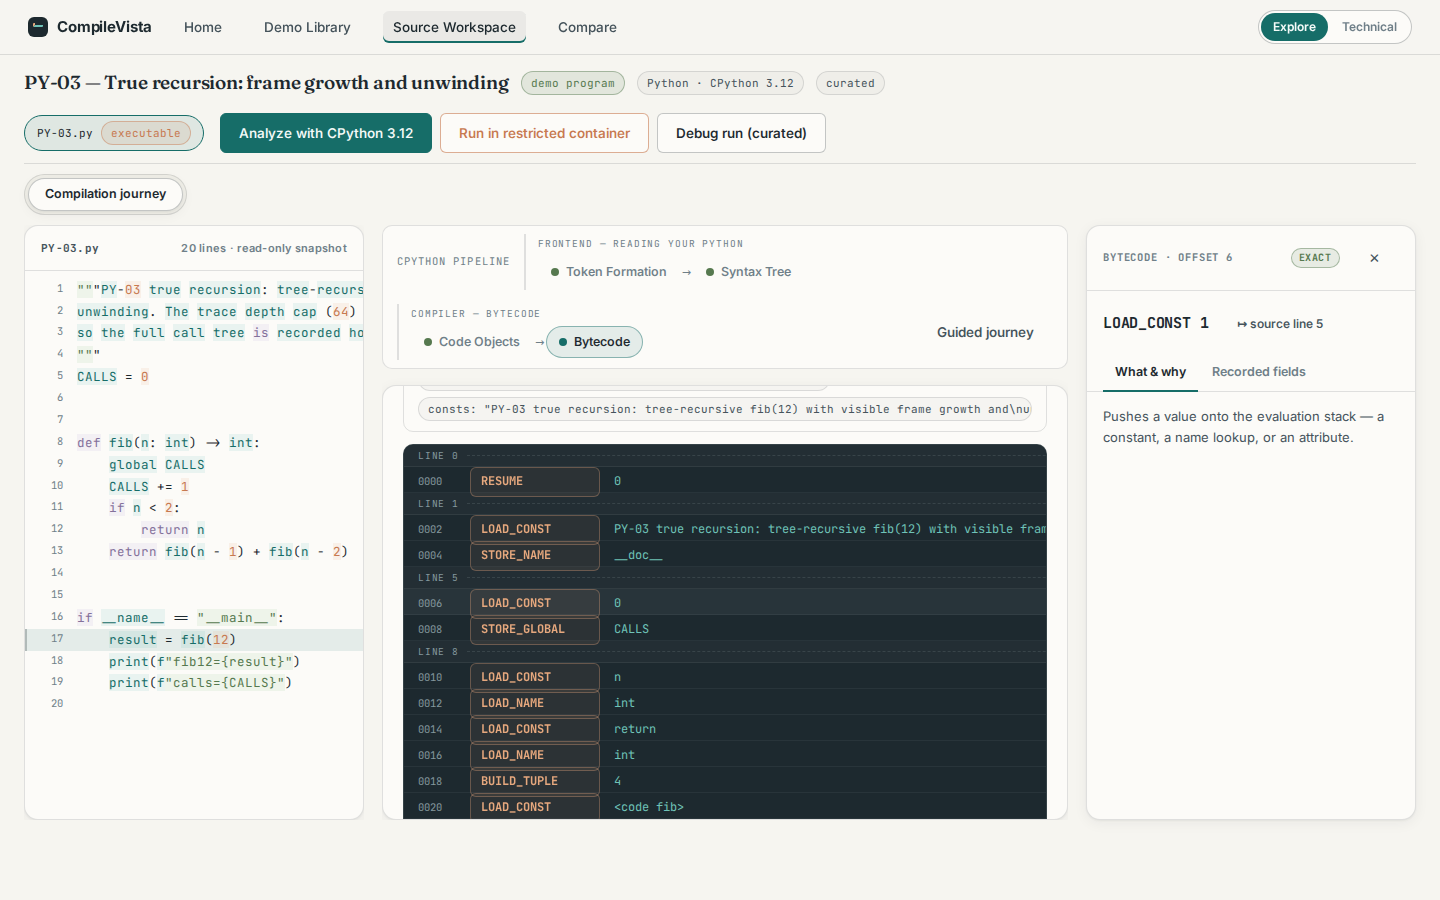 CompileVista
Home
Demo Library
Source Workspace
Compare
Explore
Technical
PY-03 — True recursion: frame growth and unwinding
demo program
Python · CPython 3.12
curated
PY-03.py
executable
Analyze with CPython 3.12
Run in restricted container
Debug run (curated)
Compilation journey
PY-03.py
20 lines · read-only snapshot
1 """PY-03 true recursion: tree-recurs
2 unwinding. The trace depth cap (64)
3 so the full call tree is recorded ho
4 """
5 CALLS = 0
6
7
8 def fib(n: int) -> int:
9 global CALLS
10 CALLS += 1
11 if n < 2:
12 return n
13 return fib(n - 1) + fib(n - 2)
14
15
16 if __name__ == "__main__":
17 result = fib(12)
18 print(f"fib12={result}")
19 print(f"calls={CALLS}")
20
CPYTHON PIPELINE
FRONTEND — READING YOUR PYTHON
Token Formation → Syntax Tree
COMPILER — BYTECODE
Code Objects → Bytecode
Guided journey
consts: "PY-03 true recursion: tree-recursive fib(12) with visible frame growth and\nu
LINE 0
0000 RESUME 0
LINE 1
0002 LOAD_CONST PY-03 true recursion: tree-recursive fib(12) with visible fram
0004 STORE_NAME __doc__
LINE 5
0006 LOAD_CONST 0
0008 STORE_GLOBAL CALLS
LINE 8
0010 LOAD_CONST n
0012 LOAD_NAME int
0014 LOAD_CONST return
0016 LOAD_NAME int
0018 BUILD_TUPLE 4
0020 LOAD_CONST <code fib>
BYTECODE · OFFSET 6
EXACT
×
LOAD_CONST 1
↦ source line 5
What & why
Recorded fields
Pushes a value onto the evaluation stack — a
constant, a name lookup, or an attribute.